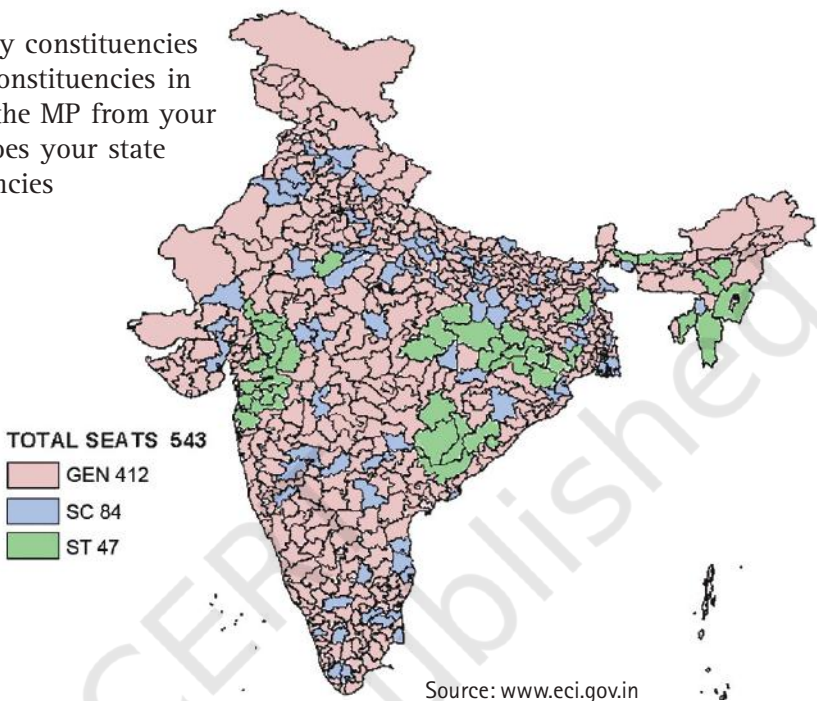 y constituencies
onstituencies in
the MP from your
oes your state
ncies
TOTAL SEATS 543
GEN 412
SC 84
ST 47
Source: www.eci.gov.in